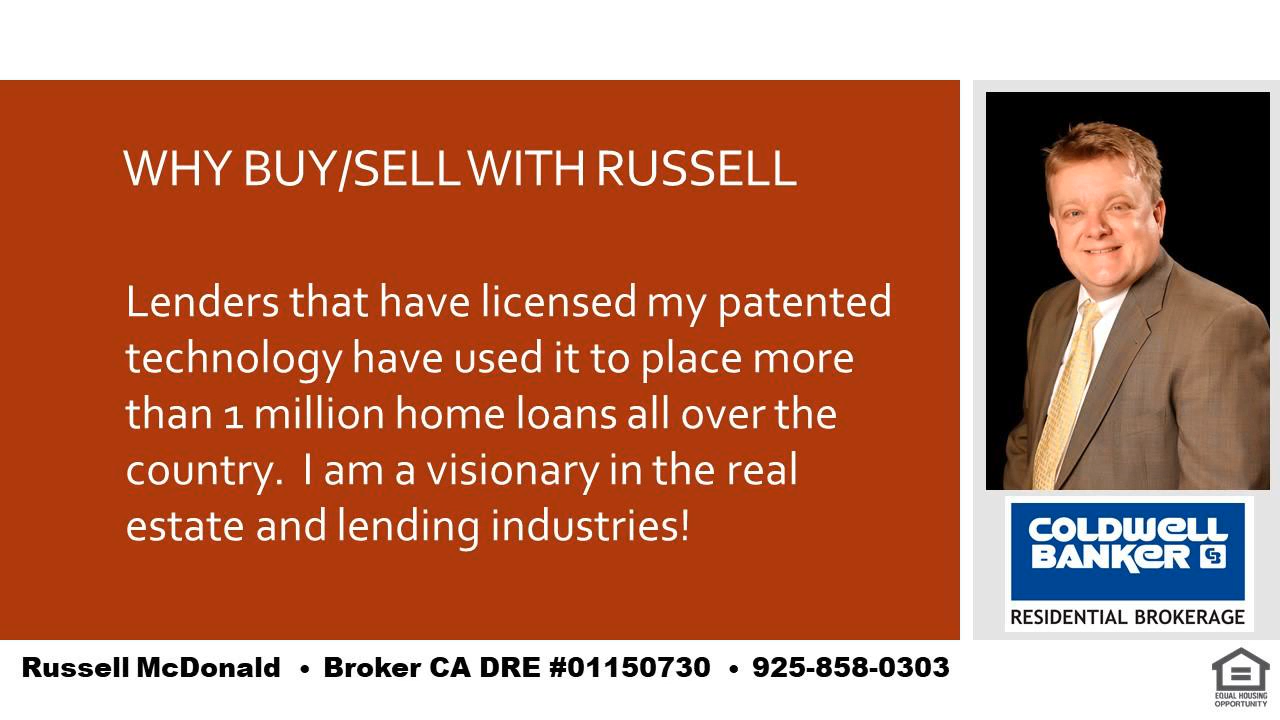 WHY BUY/SELL WITH RUSSELL
Lenders that have licensed my patented
technology have used it to place more
than 1 million home loans all over the
country.  I am a visionary in the real
estate and lending industries!
COLDWELL
BANKER CB
RESIDENTIAL BROKERAGE
Russell McDonald • Broker CA DRE #01150730 • 925-858-0303
EQUAL HOUSING
OPPORTUNITY